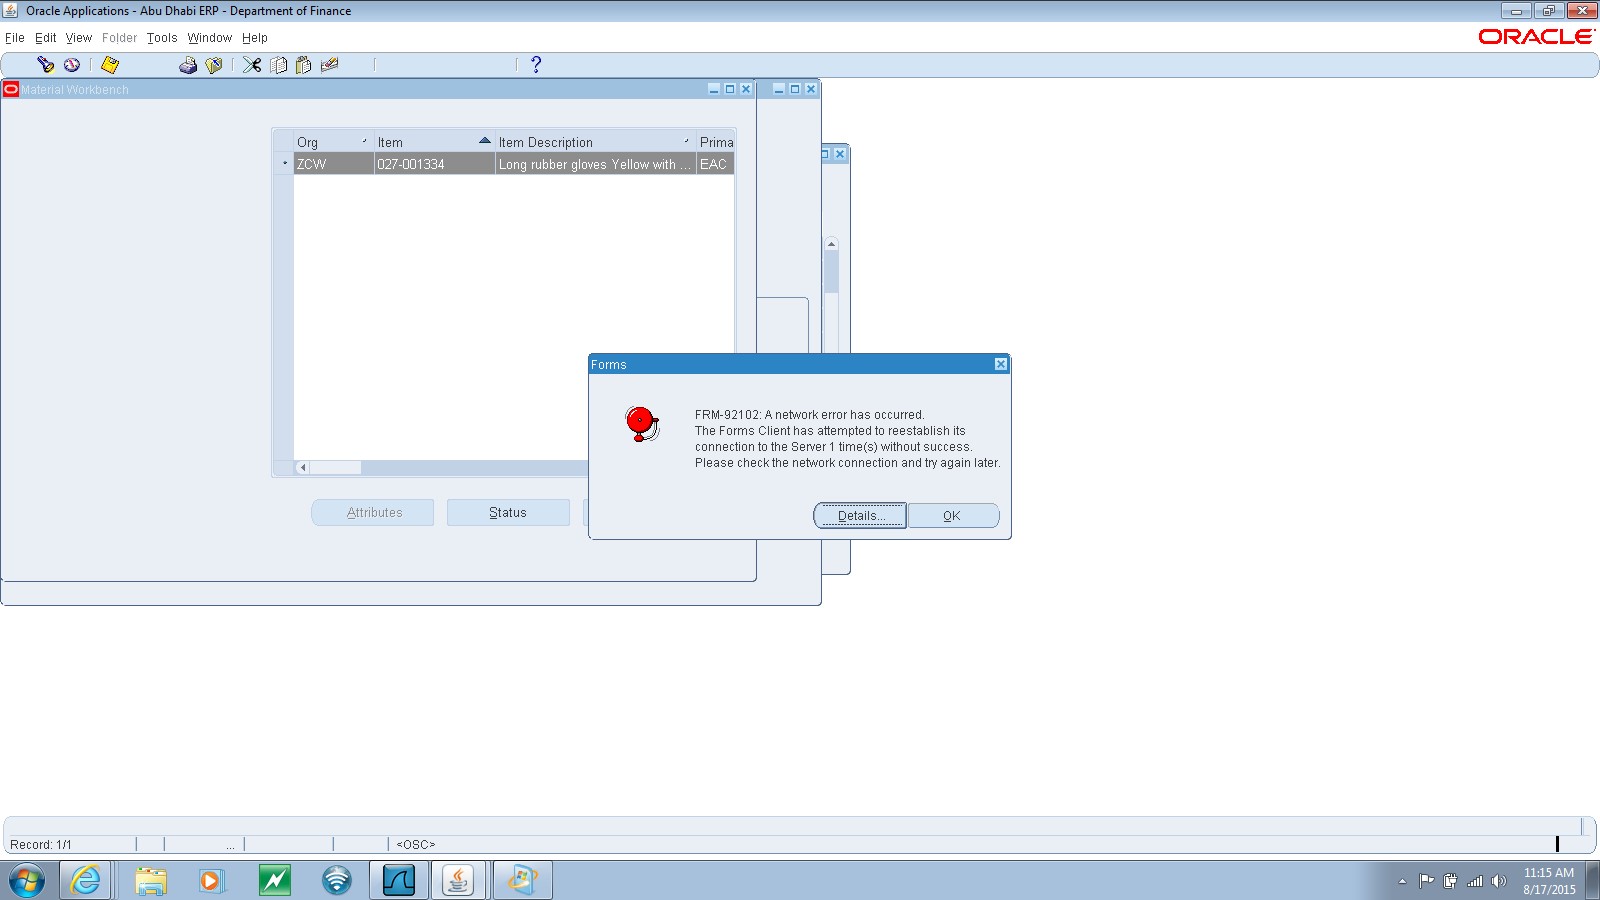 Oracle Applications - Abu Dhabi ERP - Department of Finance
File Edit View Folder Tools Window Help
ORACLE
?
Material Workbench
Org Item Item Description Prima
ZCW 027-001334 Long rubber gloves Yellow with ... EAC
Forms
FRM-92102: A network error has occurred.
The Forms Client has attempted to reestablish its
connection to the Server 1 time(s) without success.
Please check the network connection and try again later.
Details... OK
Attributes Status
Record: 1/1 ... <OSC>
11:15 AM
8/17/2015